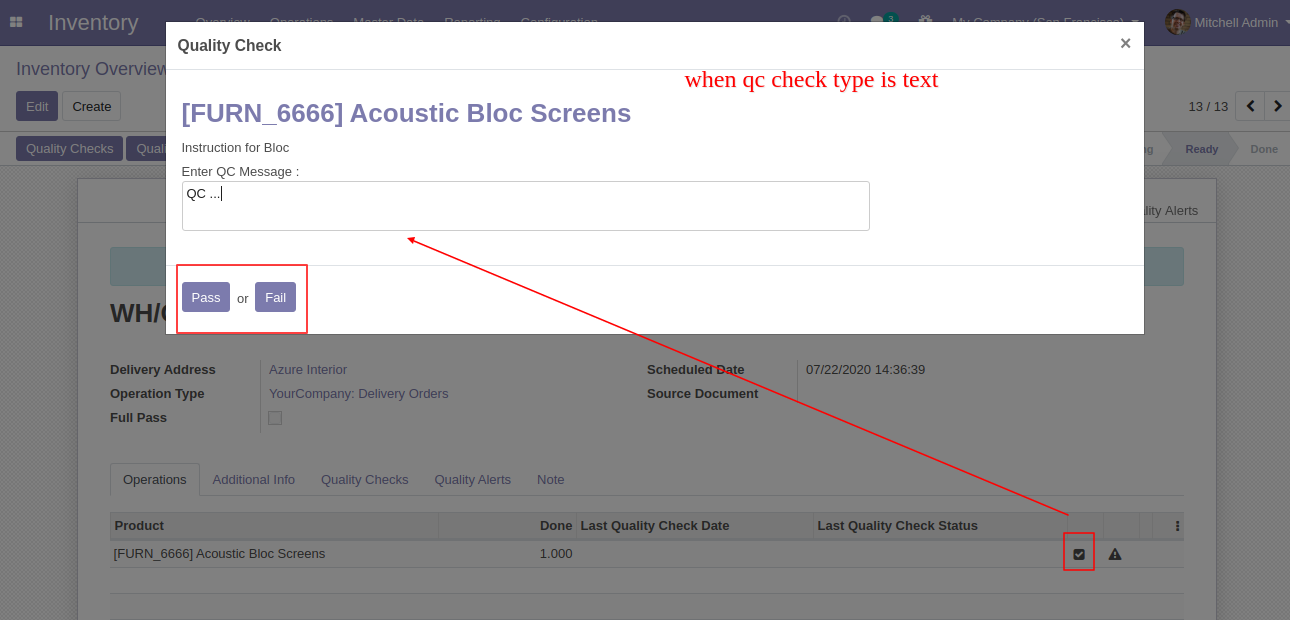 Inventory
Overview Operations Master Data Reporting Configuration
3
My Company (San Francisco)
Mitchell Admin
Quality Check
×
Inventory Overview
when qc check type is text
Edit
Create
13 / 13
[FURN_6666] Acoustic Bloc Screens
Quality Checks
Instruction for Bloc
Ready
Done
Enter QC Message :
QC ...
Alerts
Pass or Fail
Delivery Address
Azure Interior
Scheduled Date
07/22/2020 14:36:39
Operation Type
YourCompany: Delivery Orders
Source Document
Full Pass
Operations
Additional Info
Quality Checks
Quality Alerts
Note
Product
Done
Last Quality Check Date
Last Quality Check Status
[FURN_6666] Acoustic Bloc Screens
1.000